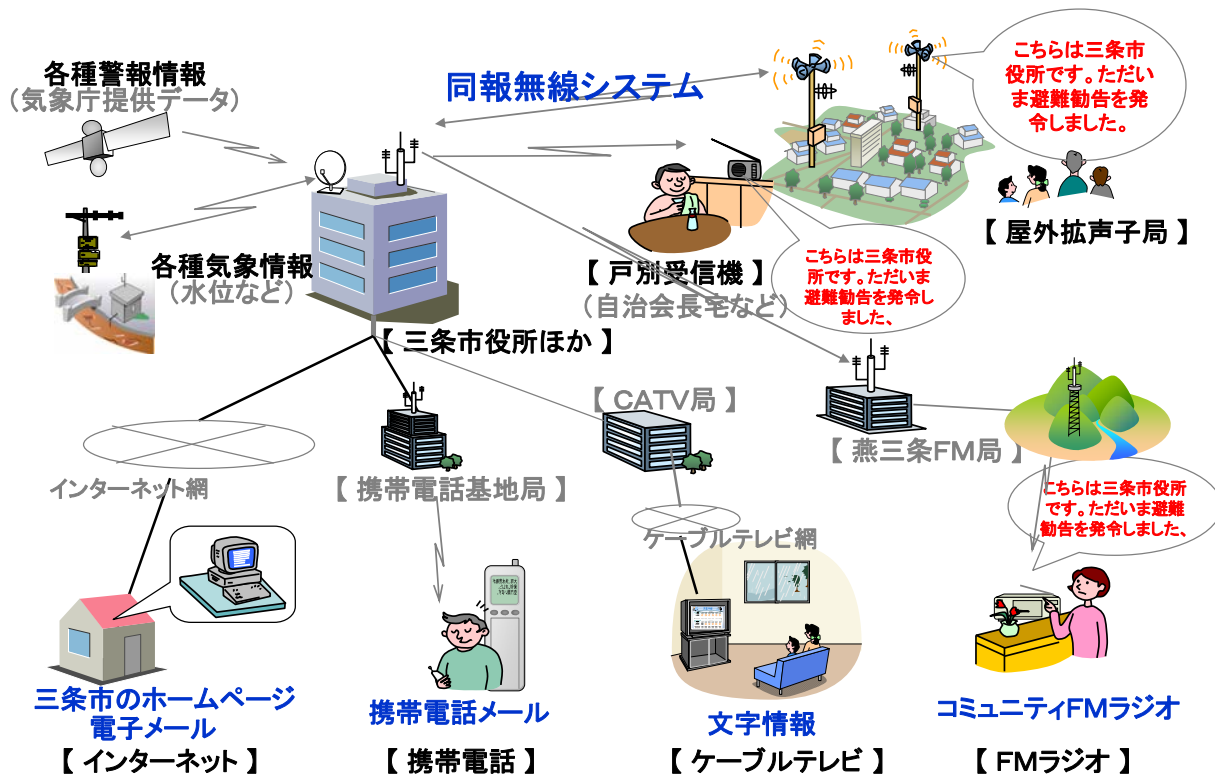 各種警報情報
（気象庁提供データ）
同報無線システム
こちらは三条市
役所です。ただい
ま避難勧告を発
令しました。
【 屋外拡声子局 】
各種気象情報
（水位など）
【 戸別受信機 】
（自治会長宅など）
こちらは三条市役
所です。ただいま
避難勧告を発令し
ました、
【 三条市役所ほか 】
【 CATV局 】
【 燕三条FM局 】
インターネット網
【 携帯電話基地局 】
ケーブルテレビ網
こちらは三条市役所
です。ただいま避難
勧告を発令しました、
三条市のホームページ
電子メール
【 インターネット 】
携帯電話メール
【 携帯電話 】
文字情報
【 ケーブルテレビ 】
コミュニティFMラジオ
【 FMラジオ 】